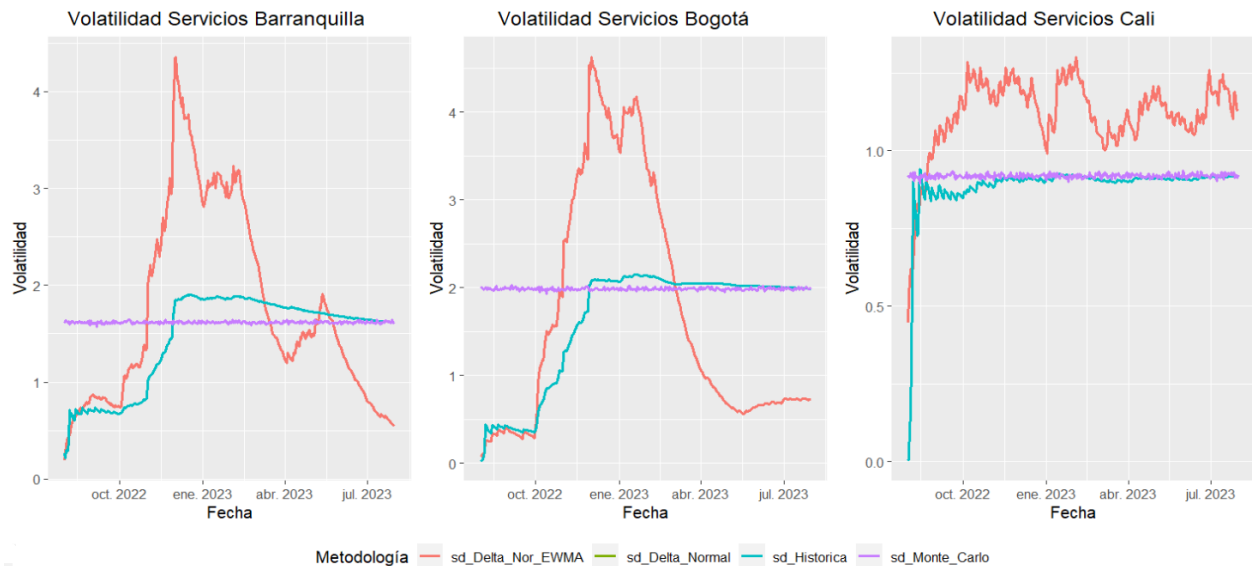 Volatilidad Servicios Barranquilla
Volatilidad Servicios Bogotá
Volatilidad Servicios Cali
Volatilidad
4
3
2
1
0
oct. 2022
ene. 2023
abr. 2023
jul. 2023
Fecha
Volatilidad
4
3
2
1
0
oct. 2022
ene. 2023
abr. 2023
jul. 2023
Fecha
Volatilidad
1.0
0.5
0.0
oct. 2022
ene. 2023
abr. 2023
jul. 2023
Fecha
Metodología sd_Delta_Nor_EWMA sd_Delta_Normal sd_Historica sd_Monte_Carlo